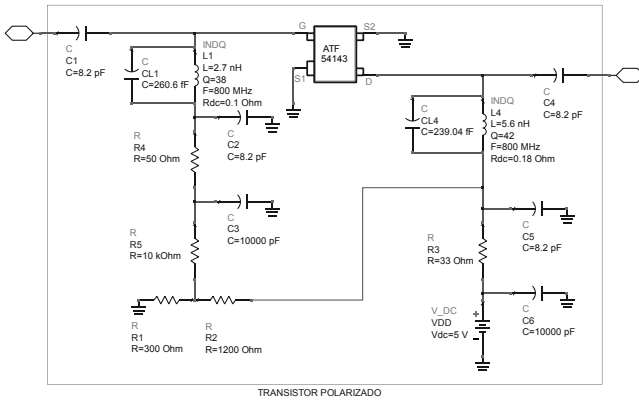 C
C1
C=8.2 pF
C
CL1
C=260.6 fF
INDQ
L1
L=2.7 nH
Q=38
F=800 MHz
Rdc=0.1 Ohm
G
S2
ATF
54143
S1
D
C
C4
C=8.2 pF
C
CL4
C=239.04 fF
INDQ
L4
L=5.6 nH
Q=42
F=800 MHz
Rdc=0.18 Ohm
R
R4
R=50 Ohm
C
C2
C=8.2 pF
R
R5
R=10 kOhm
C
C3
C=10000 pF
R
R1
R=300 Ohm
R
R2
R=1200 Ohm
R
R3
R=33 Ohm
C
C5
C=8.2 pF
V_DC
VDD
Vdc=5 V
+
-
C
C6
C=10000 pF
TRANSISTOR POLARIZADO